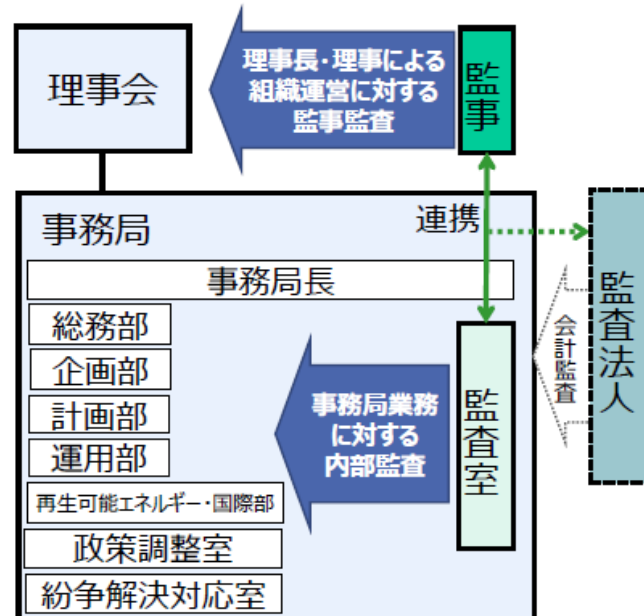 理事会
理事長・理事による
組織運営に対する
監事監査
監事
事務局
連携
事務局長
総務部
企画部
計画部
運用部
再生可能エネルギー・国際部
政策調整室
紛争解決対応室
事務局業務
に対する
内部監査
監査室
会計監査
監査法人